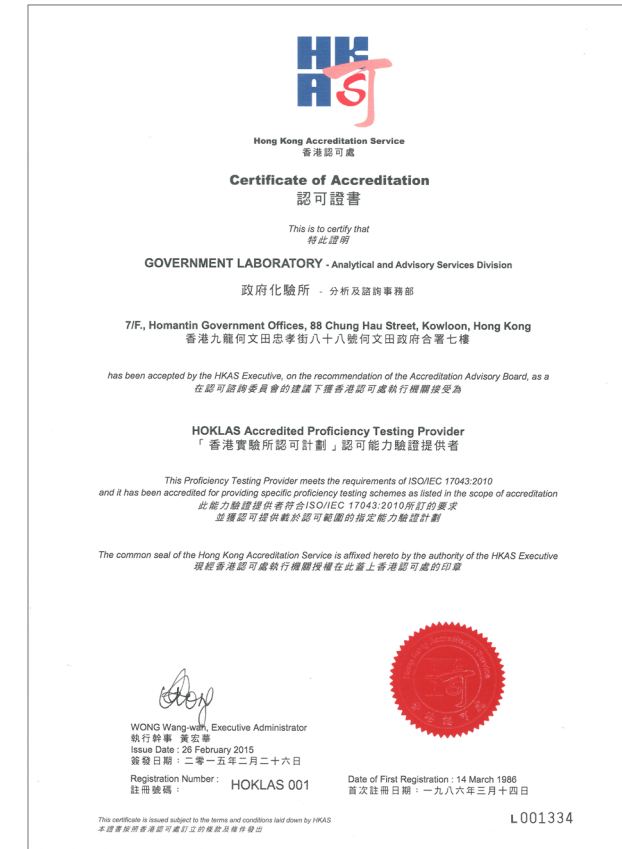 HK
AS可
Hong Kong Accreditation Service
香港認可處
Certificate of Accreditation
認可證書
This is to certify that
特此證明
GOVERNMENT LABORATORY - Analytical and Advisory Services Division
政府化驗所 - 分析及諮詢事務部
7/F., Homantin Government Offices, 88 Chung Hau Street, Kowloon, Hong Kong
香港九龍何文田忠孝街八十八號何文田政府合署七樓
has been accepted by the HKAS Executive, on the recommendation of the Accreditation Advisory Board, as a
在認可諮詢委員會的建議下獲香港認可處執行機關接受為
HOKLAS Accredited Proficiency Testing Provider
「香港實驗所認可計劃」認可能力驗證提供者
This Proficiency Testing Provider meets the requirements of ISO/IEC 17043:2010
and it has been accredited for providing specific proficiency testing schemes as listed in the scope of accreditation
此能力驗證提供者符合ISO/IEC 17043:2010所訂的要求
並獲認可提供載於認可範圍的指定能力驗證計劃
The common seal of the Hong Kong Accreditation Service is affixed hereto by the authority of the HKAS Executive
現經香港認可處執行機關授權在此蓋上香港認可處的印章
WONG Wang-wah, Executive Administrator
執行幹事 黃宏華
Issue Date : 26 February 2015
簽發日期：二零一五年二月二十六日
Registration Number :
註冊號碼：
HOKLAS 001
Date of First Registration : 14 March 1986
首次註冊日期：一九八六年三月十四日
This certificate is issued subject to the terms and conditions laid down by HKAS
本證書按照香港認可處訂立的條款及條件發出
L001334